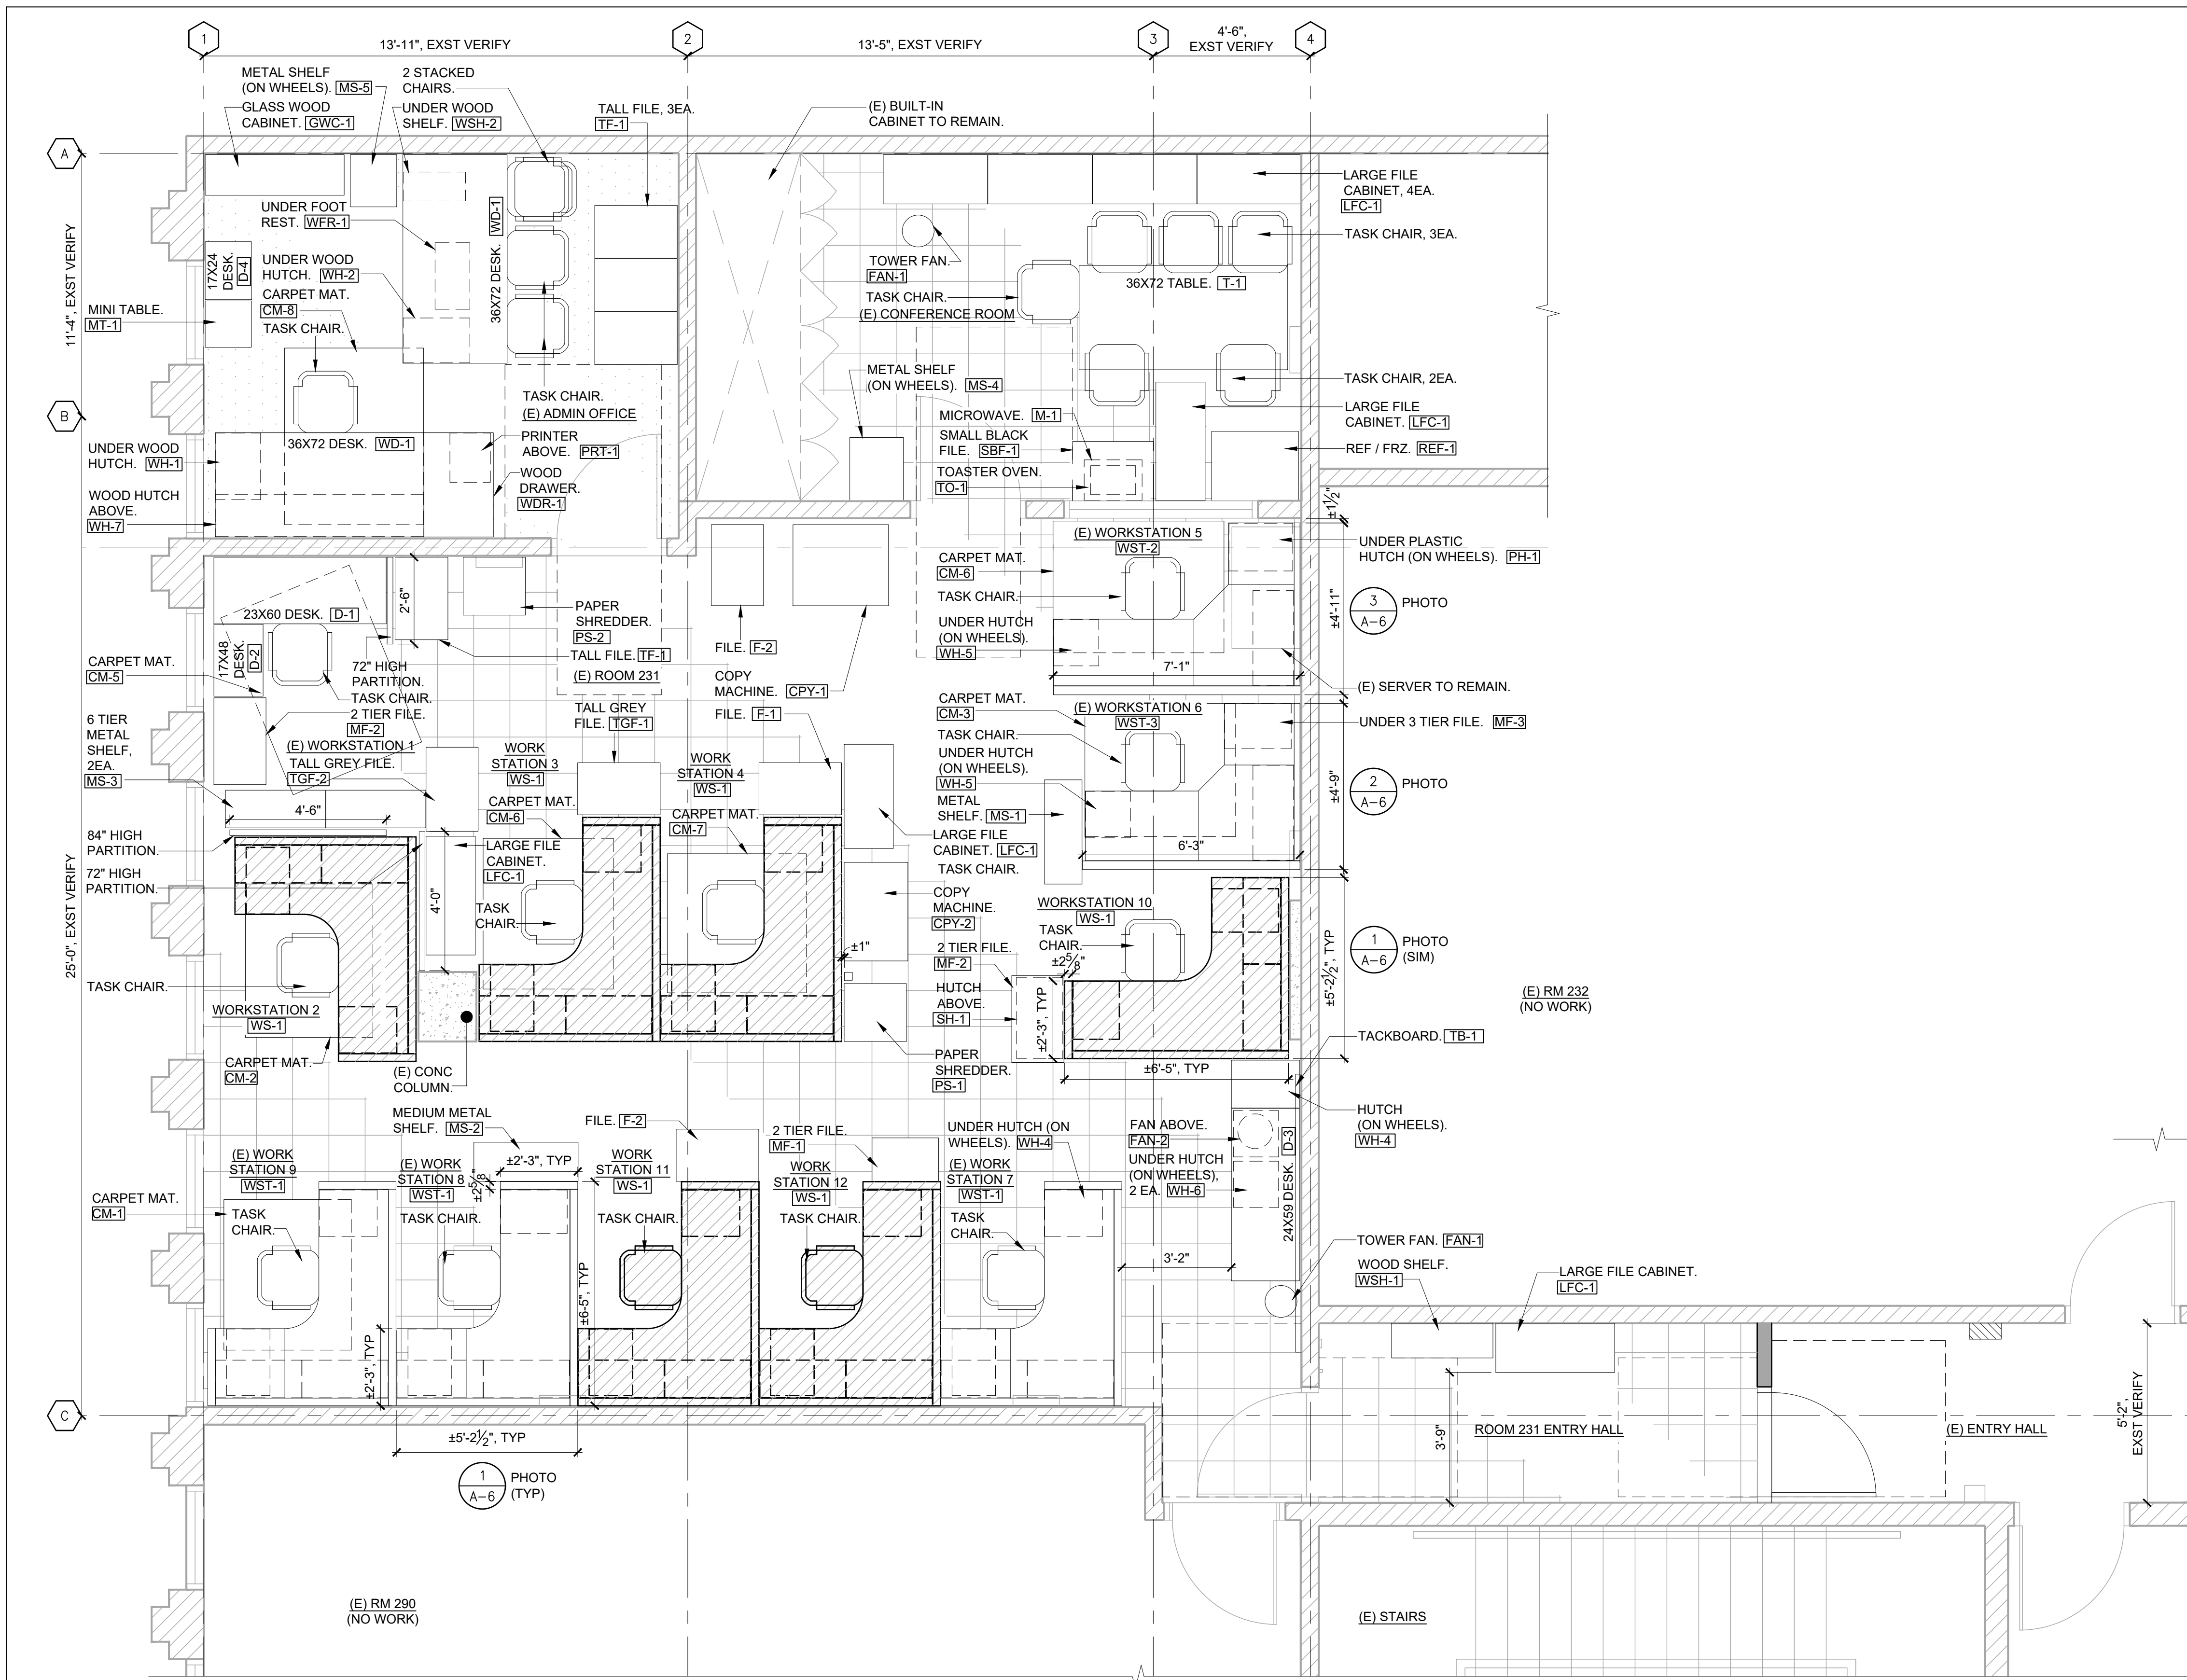 1
2
3
4
13'-11", EXST VERIFY
13'-5", EXST VERIFY
4'-6",
EXST VERIFY
METAL SHELF
(ON WHEELS). MS-5
GLASS WOOD
CABINET. GWC-1
2 STACKED
CHAIRS.
UNDER WOOD
SHELF. WSH-2
TALL FILE, 3EA.
TF-1
(E) BUILT-IN
CABINET TO REMAIN.
A
B
C
11'-4", EXST VERIFY
25'-0", EXST VERIFY
LARGE FILE
CABINET, 4EA.
LFC-1
TASK CHAIR, 3EA.
UNDER FOOT
REST. WFR-1
17X24
DESK.
D-4
UNDER WOOD
HUTCH. WH-2
CARPET MAT.
CM-8
TASK CHAIR.
36X72 DESK. WD-1
MINI TABLE.
MT-1
TOWER FAN.
FAN-1
TASK CHAIR.
(E) CONFERENCE ROOM
36X72 TABLE. T-1
METAL SHELF
(ON WHEELS). MS-4
TASK CHAIR, 2EA.
TASK CHAIR.
(E) ADMIN OFFICE
MICROWAVE. M-1
SMALL BLACK
FILE. SBF-1
TOASTER OVEN.
TO-1
LARGE FILE
CABINET. LFC-1
REF / FRZ. REF-1
36X72 DESK. WD-1
PRINTER
ABOVE. PRT-1
UNDER WOOD
HUTCH. WH-1
WOOD
DRAWER.
WDR-1
WOOD HUTCH
ABOVE.
WH-7
±1½"
(E) WORKSTATION 5
WST-2
UNDER PLASTIC
HUTCH (ON WHEELS). PH-1
CARPET MAT.
CM-6
TASK CHAIR.
UNDER HUTCH
(ON WHEELS).
WH-5
7'-1"
±4'-11"
3
A-6
PHOTO
(E) SERVER TO REMAIN.
23X60 DESK. D-1
17X48
DESK.
D-2
2'-6"
PAPER
SHREDDER.
PS-2
TALL FILE. TF-1
(E) ROOM 231
FILE. F-2
COPY
MACHINE. CPY-1
FILE. F-1
CARPET MAT.
CM-5
72" HIGH
PARTITION.
TASK CHAIR.
2 TIER FILE.
MF-2
(E) WORKSTATION 1
TALL GREY FILE.
TGF-2
6 TIER
METAL
SHELF,
2EA.
MS-3
4'-6"
84" HIGH
PARTITION.
72" HIGH
PARTITION.
WORK
STATION 3
WS-1
TALL GREY
FILE. TGF-1
WORK
STATION 4
WS-1
CARPET MAT.
CM-6
CARPET MAT.
CM-7
LARGE FILE
CABINET.
LFC-1
4'-0"
TASK
CHAIR.
CARPET MAT.
CM-3
(E) WORKSTATION 6
WST-3
TASK CHAIR.
UNDER HUTCH
(ON WHEELS).
WH-5
METAL
SHELF. MS-1
UNDER 3 TIER FILE. MF-3
±4'-9"
2
A-6
PHOTO
6'-3"
LARGE FILE
CABINET. LFC-1
TASK CHAIR.
COPY
MACHINE.
CPY-2
±1"
2 TIER FILE.
MF-2
HUTCH
ABOVE.
SH-1
PAPER
SHREDDER.
PS-1
WORKSTATION 10
WS-1
TASK
CHAIR.
±2⅝"
±2'-3", TYP
±5'-2½", TYP
1
A-6
PHOTO
(SIM)
(E) RM 232
(NO WORK)
±6'-5", TYP
TACKBOARD. TB-1
TASK CHAIR.
WORKSTATION 2
WS-1
CARPET MAT.
CM-2
(E) CONC
COLUMN.
MEDIUM METAL
SHELF. MS-2
FILE. F-2
2 TIER FILE.
MF-1
UNDER HUTCH (ON
WHEELS). WH-4
FAN ABOVE.
FAN-2
UNDER HUTCH
(ON WHEELS),
2 EA. WH-6
24X59 DESK. D-3
HUTCH
(ON WHEELS).
WH-4
(E) WORK
STATION 9
WST-1
(E) WORK
STATION 8
WST-1
±2'-3", TYP
±2⅝"
WORK
STATION 11
WS-1
WORK
STATION 12
WS-1
(E) WORK
STATION 7
WST-1
CARPET MAT.
CM-1
TASK
CHAIR.
TASK CHAIR.
TASK CHAIR.
TASK CHAIR.
TASK
CHAIR.
3'-2"
±6-5", TYP
±2'-3", TYP
TOWER FAN. FAN-1
WOOD SHELF.
WSH-1
LARGE FILE CABINET.
LFC-1
±5'-2½", TYP
1
A-6
PHOTO
(TYP)
3'-9"
ROOM 231 ENTRY HALL
(E) ENTRY HALL
5'-2",
EXST VERIFY
(E) RM 290
(NO WORK)
(E) STAIRS